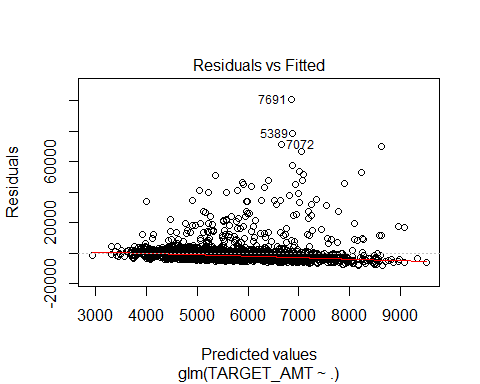 Residuals vs Fitted
Residuals
60000
20000
-20000
7691
5389
7072
3000 4000 5000 6000 7000 8000 9000
Predicted values
glm(TARGET_AMT ~ .)